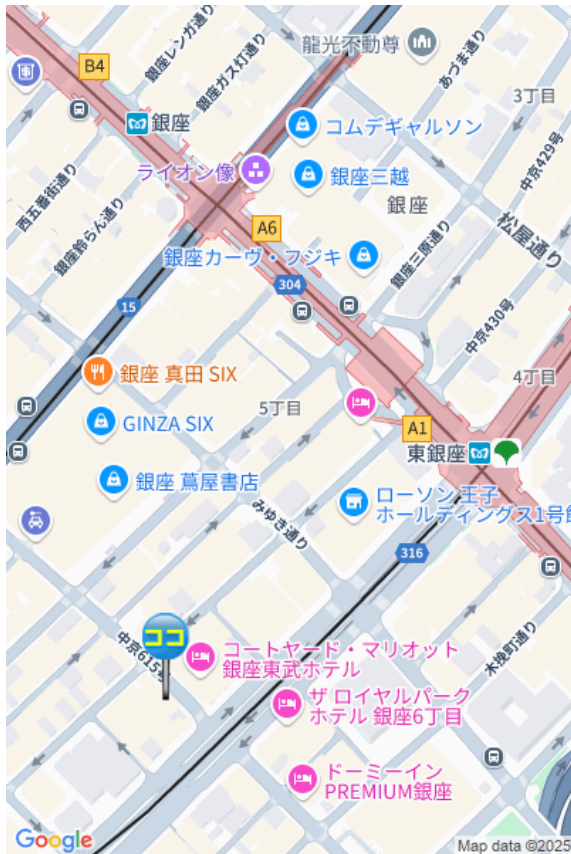 龍光不動尊
銀座レンガ通り
あづま通り
B4
銀座ガス灯通り
3丁目
銀座
コムデギャルソン
中京429号
ライオン像
銀座三越
西五番街通り
銀座
松屋通り
銀座鈴らん通り
A6
銀座カーヴ・フジキ
銀座三原通り
304
15
中京430号
銀座 真田 SIX
4丁目
5丁目
GINZA SIX
A1
東銀座
銀座 蔦屋書店
ローソン 王子
ホールディングス1号館
みゆき通り
316
ココ
中京615号
コートヤード・マリオット
銀座東武ホテル
木挽町通り
ザ ロイヤルパーク
ホテル 銀座6丁目
ドーミーイン
PREMIUM銀座
Google
Map data ©2025